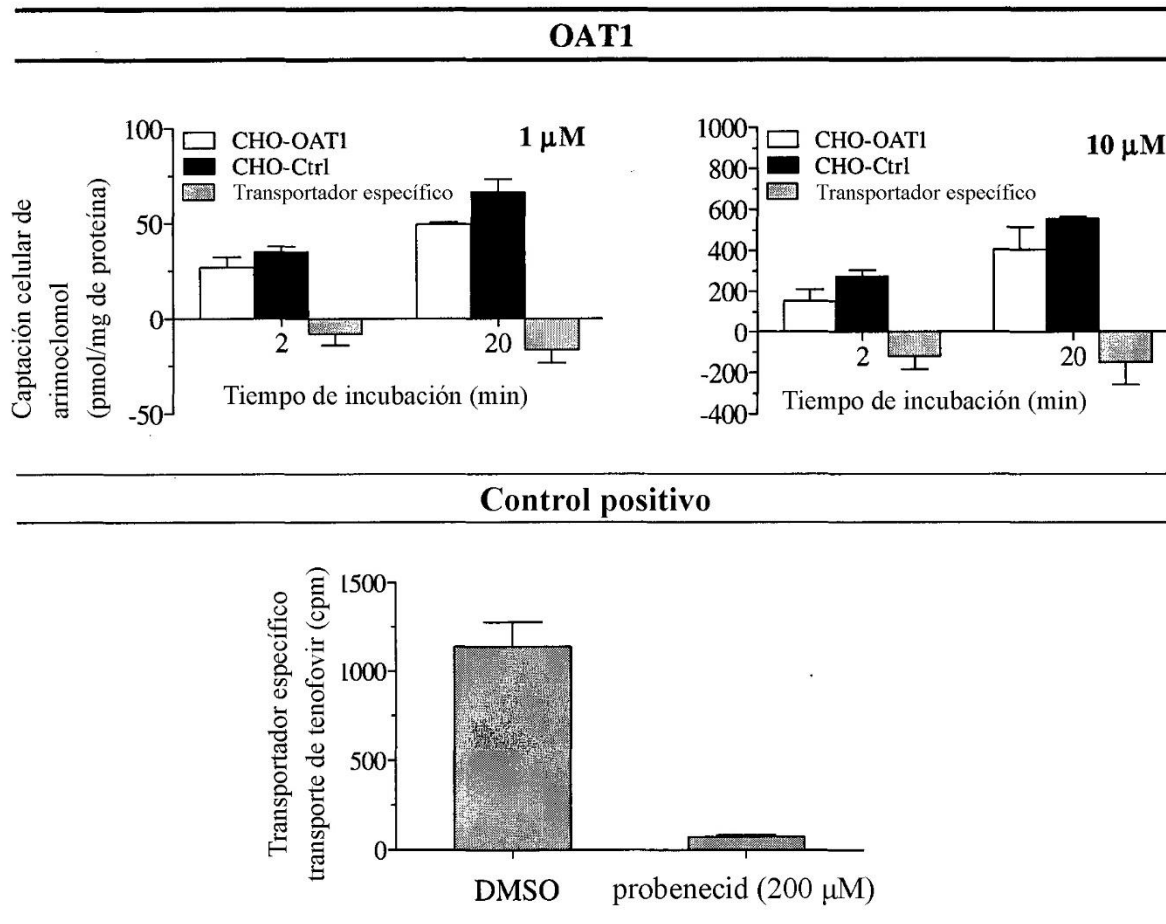 OAT1
100
50
0
-50
CHO-OAT1
CHO-Ctrl
Transportador específico
1 μM
2
20
Tiempo de incubación (min)
Captación celular de
arimoclomol
(pmol/mg de proteína)
1000
800
600
400
200
0
-200
-400
CHO-OAT1
CHO-Ctrl
Transportador específico
10 μM
2
20
Tiempo de incubación (min)
Control positivo
Transportador específico
transporte de tenofovir (cpm)
1500
1000
500
0
DMSO
probenecid (200 μM)